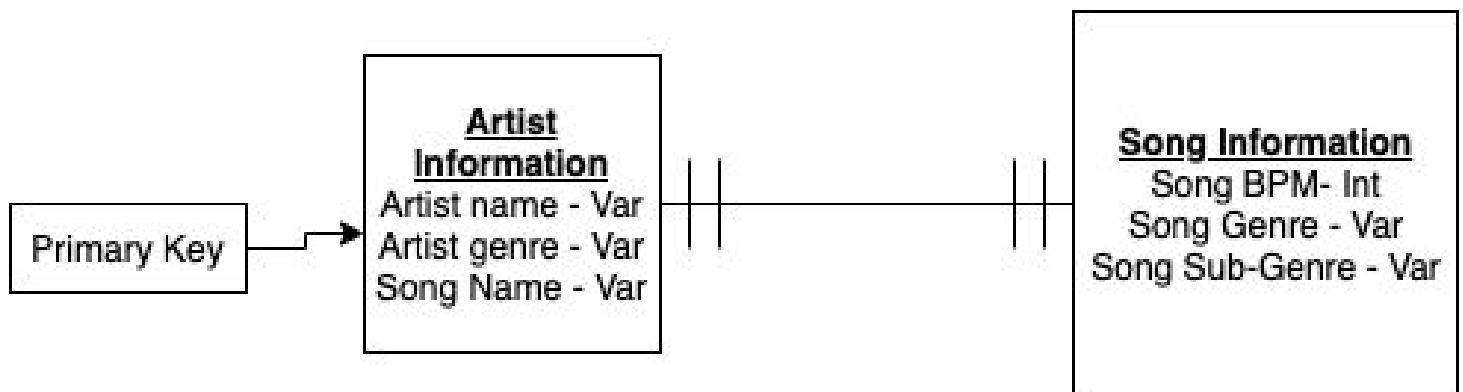 Primary Key
Artist
Information
Artist name - Var
Artist genre - Var
Song Name - Var
Song Information
Song BPM- Int
Song Genre - Var
Song Sub-Genre - Var